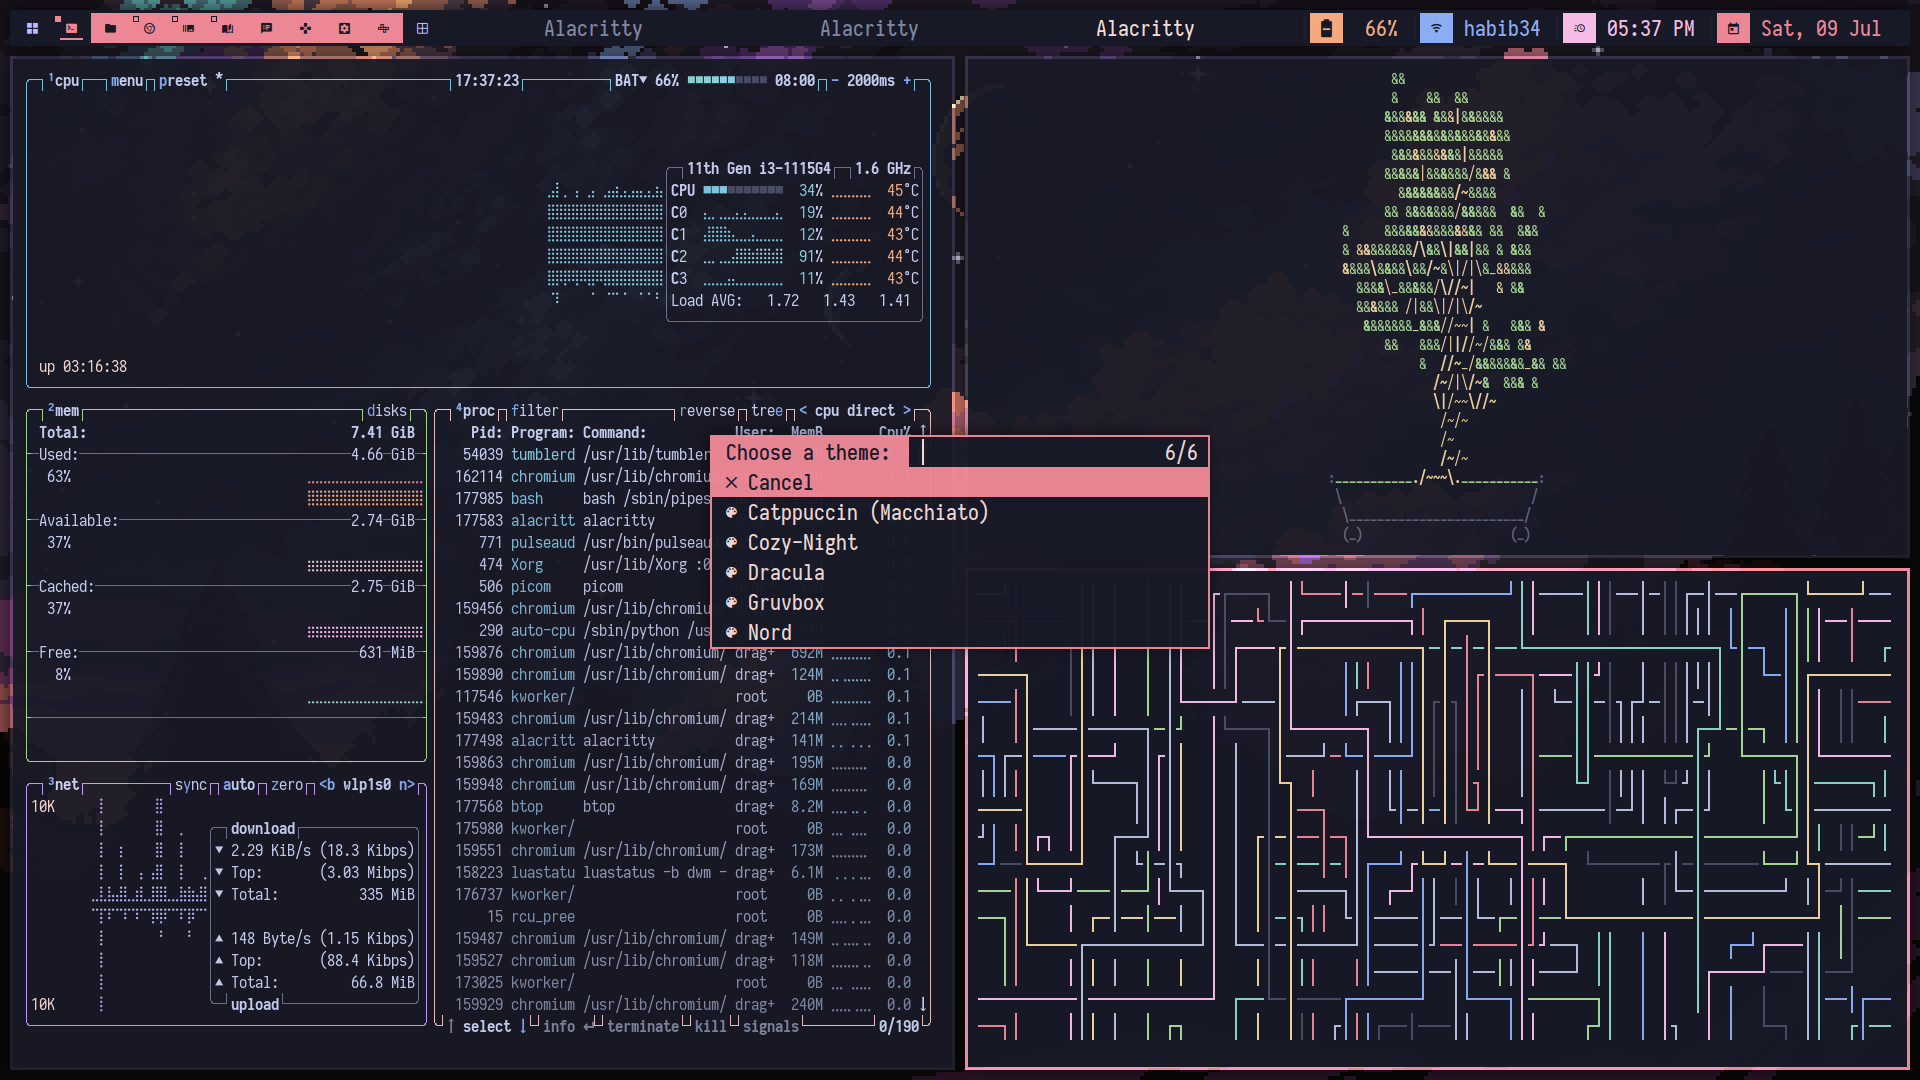 Alacritty Alacritty Alacritty 66% habib34 05:37 PM Sat, 09 Jul
1cpu menu preset * 17:37:23 BAT▼ 66% 08:00 - 2000ms +
11th Gen i3-1115G4 1.6 GHz
CPU 34% 45°C
C0 19% 44°C
C1 12% 43°C
C2 91% 44°C
C3 11% 43°C
Load AVG: 1.72 1.43 1.41
up 03:16:38
2mem disks
Total: 7.41 GiB
Used: 4.66 GiB
63%
Available: 2.74 GiB
37%
Cached: 2.75 GiB
37%
Free: 631 MiB
8%
3net sync auto zero <b wlp1s0 n>
10K
download
▼ 2.29 KiB/s (18.3 Kibps)
▼ Top: (3.03 Mibps)
▼ Total: 335 MiB
▲ 148 Byte/s (1.15 Kibps)
▲ Top: (88.4 Kibps)
▲ Total: 66.8 MiB
10K
upload
4proc filter reverse tree < cpu direct >
Pid: Program: Command: User: MemB Cpu% ↑
54039 tumblerd /usr/lib/tumbler
162114 chromium /usr/lib/chromiu
177985 bash bash /sbin/pipes
177583 alacritt alacritty
771 pulseaud /usr/bin/pulseau
474 Xorg /usr/lib/Xorg :0
506 picom picom
159456 chromium /usr/lib/chromiu
290 auto-cpu /sbin/python /us
159876 chromium /usr/lib/chromium/ drag+ 692M 0.1
159890 chromium /usr/lib/chromium/ drag+ 124M 0.1
117546 kworker/ root 0B 0.1
159483 chromium /usr/lib/chromium/ drag+ 214M 0.1
177498 alacritt alacritty drag+ 141M 0.1
159863 chromium /usr/lib/chromium/ drag+ 195M 0.0
159948 chromium /usr/lib/chromium/ drag+ 169M 0.0
177568 btop btop drag+ 8.2M 0.0
175980 kworker/ root 0B 0.0
159551 chromium /usr/lib/chromium/ drag+ 173M 0.0
158223 luastatu luastatus -b dwm - drag+ 6.1M 0.0
176737 kworker/ root 0B 0.0
15 rcu_pree root 0B 0.0
159487 chromium /usr/lib/chromium/ drag+ 149M 0.0
159527 chromium /usr/lib/chromium/ drag+ 118M 0.0
173025 kworker/ root 0B 0.0
159929 chromium /usr/lib/chromium/ drag+ 240M 0.0 ↓
↑ select ↓ info ↵ terminate kill signals 0/190
Choose a theme: 6/6
× Cancel
Catppuccin (Macchiato)
Cozy-Night
Dracula
Gruvbox
Nord